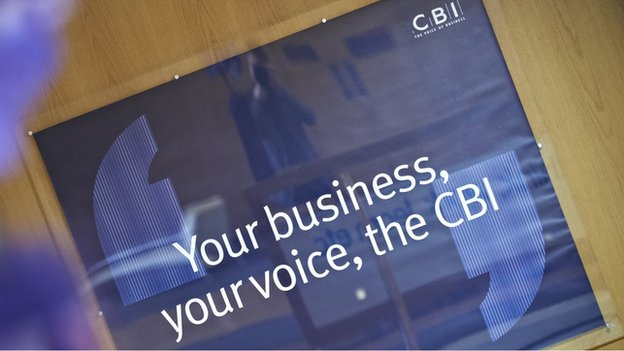 CBI
THE VOICE OF BUSINESS
Your business,
your voice, the CBI